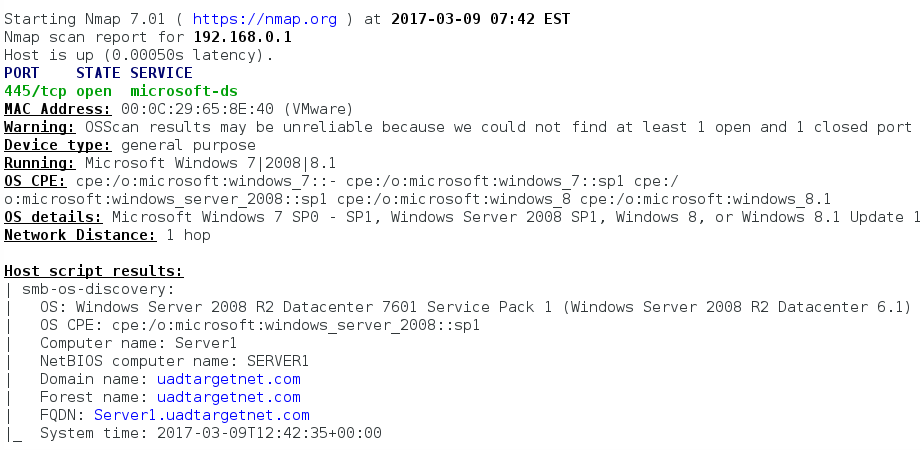 Starting Nmap 7.01 ( https://nmap.org ) at 2017-03-09 07:42 EST
Nmap scan report for 192.168.0.1
Host is up (0.00050s latency).
PORT    STATE SERVICE
445/tcp open  microsoft-ds
MAC Address: 00:0C:29:65:8E:40 (VMware)
Warning: OSScan results may be unreliable because we could not find at least 1 open and 1 closed port
Device type: general purpose
Running: Microsoft Windows 7|2008|8.1
OS CPE: cpe:/o:microsoft:windows_7::- cpe:/o:microsoft:windows_7::sp1 cpe:/
o:microsoft:windows_server_2008::sp1 cpe:/o:microsoft:windows_8 cpe:/o:microsoft:windows_8.1
OS details: Microsoft Windows 7 SP0 - SP1, Windows Server 2008 SP1, Windows 8, or Windows 8.1 Update 1
Network Distance: 1 hop

Host script results:
| smb-os-discovery:
|   OS: Windows Server 2008 R2 Datacenter 7601 Service Pack 1 (Windows Server 2008 R2 Datacenter 6.1)
|   OS CPE: cpe:/o:microsoft:windows_server_2008::sp1
|   Computer name: Server1
|   NetBIOS computer name: SERVER1
|   Domain name: uadtargetnet.com
|   Forest name: uadtargetnet.com
|   FQDN: Server1.uadtargetnet.com
|_  System time: 2017-03-09T12:42:35+00:00